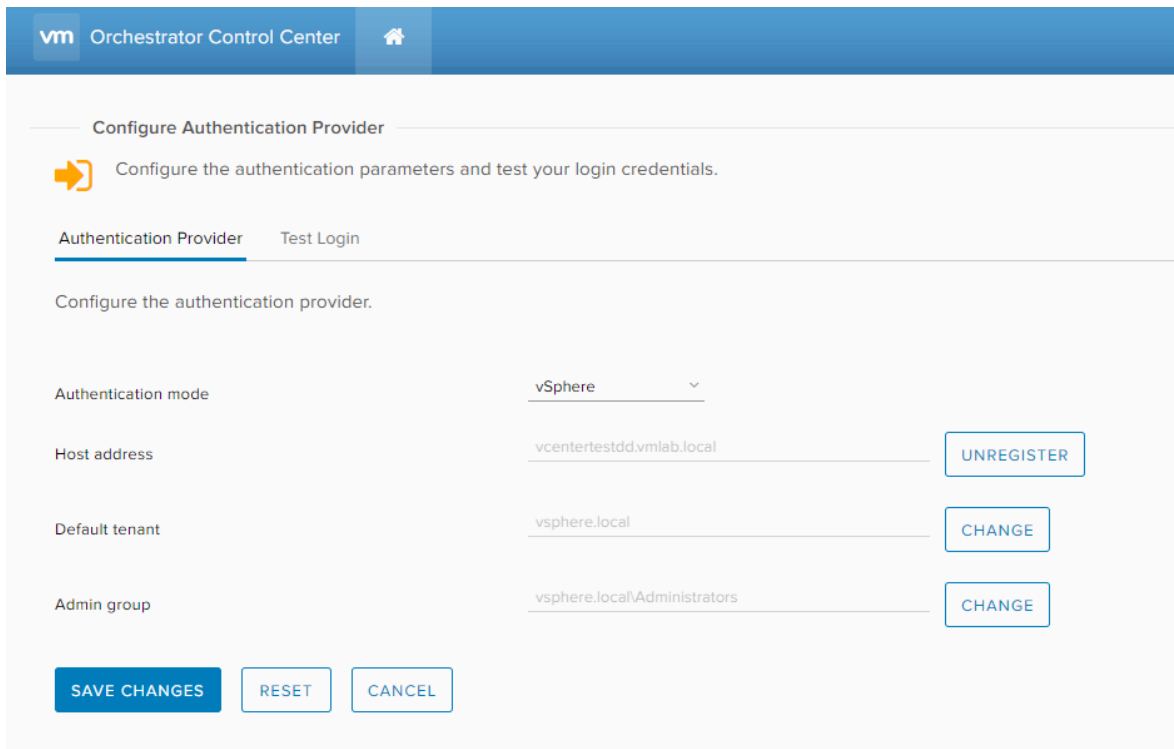 vm Orchestrator Control Center
Configure Authentication Provider
Configure the authentication parameters and test your login credentials.
Authentication Provider Test Login
Configure the authentication provider.
Authentication mode vSphere
Host address vcentertestdd.vmlab.local UNREGISTER
Default tenant vsphere.local CHANGE
Admin group vsphere.local\Administrators CHANGE
SAVE CHANGES RESET CANCEL